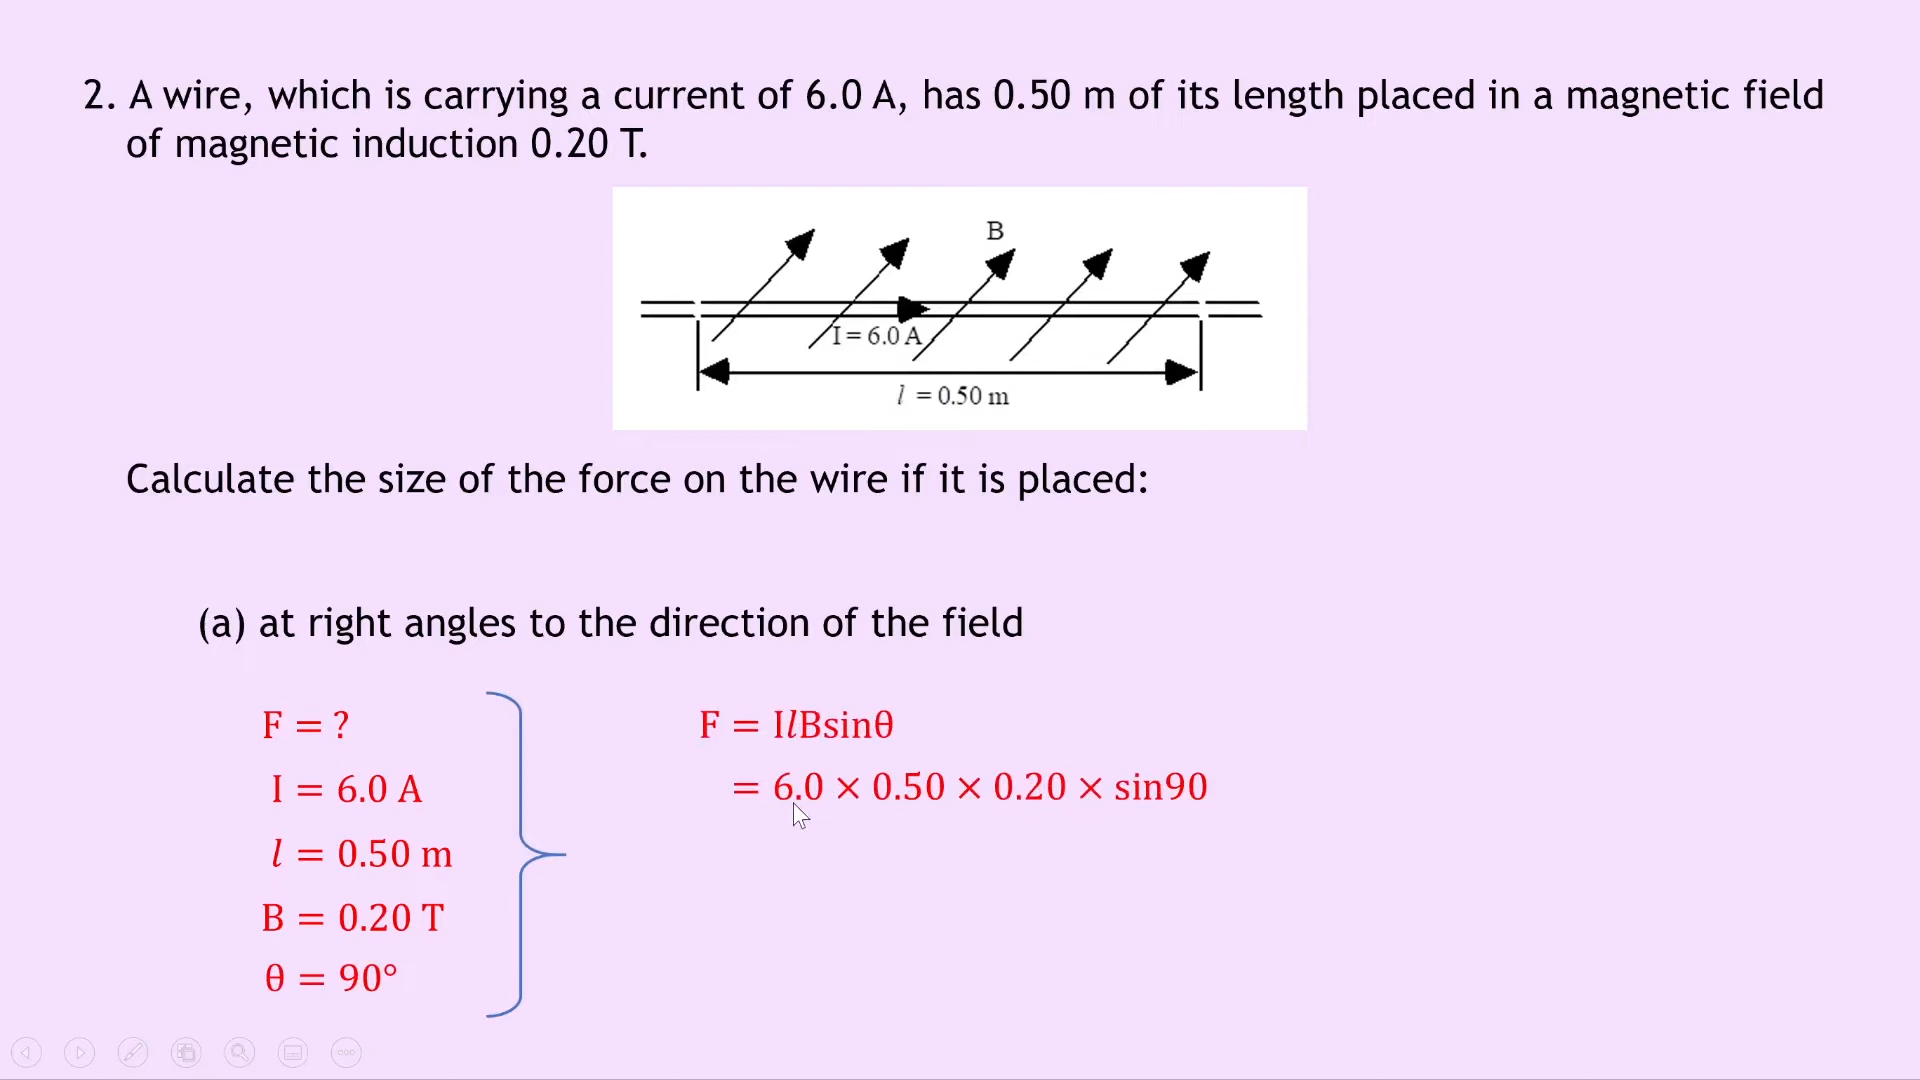 2. A wire, which is carrying a current of 6.0 A, has 0.50 m of its length placed in a magnetic field
of magnetic induction 0.20 T.
B
I = 6.0 A
l = 0.50 m
Calculate the size of the force on the wire if it is placed:
(a) at right angles to the direction of the field
F = ?
I = 6.0 A
l = 0.50 m
B = 0.20 T
θ = 90°
F = IlBsinθ
= 6.0 × 0.50 × 0.20 × sin90